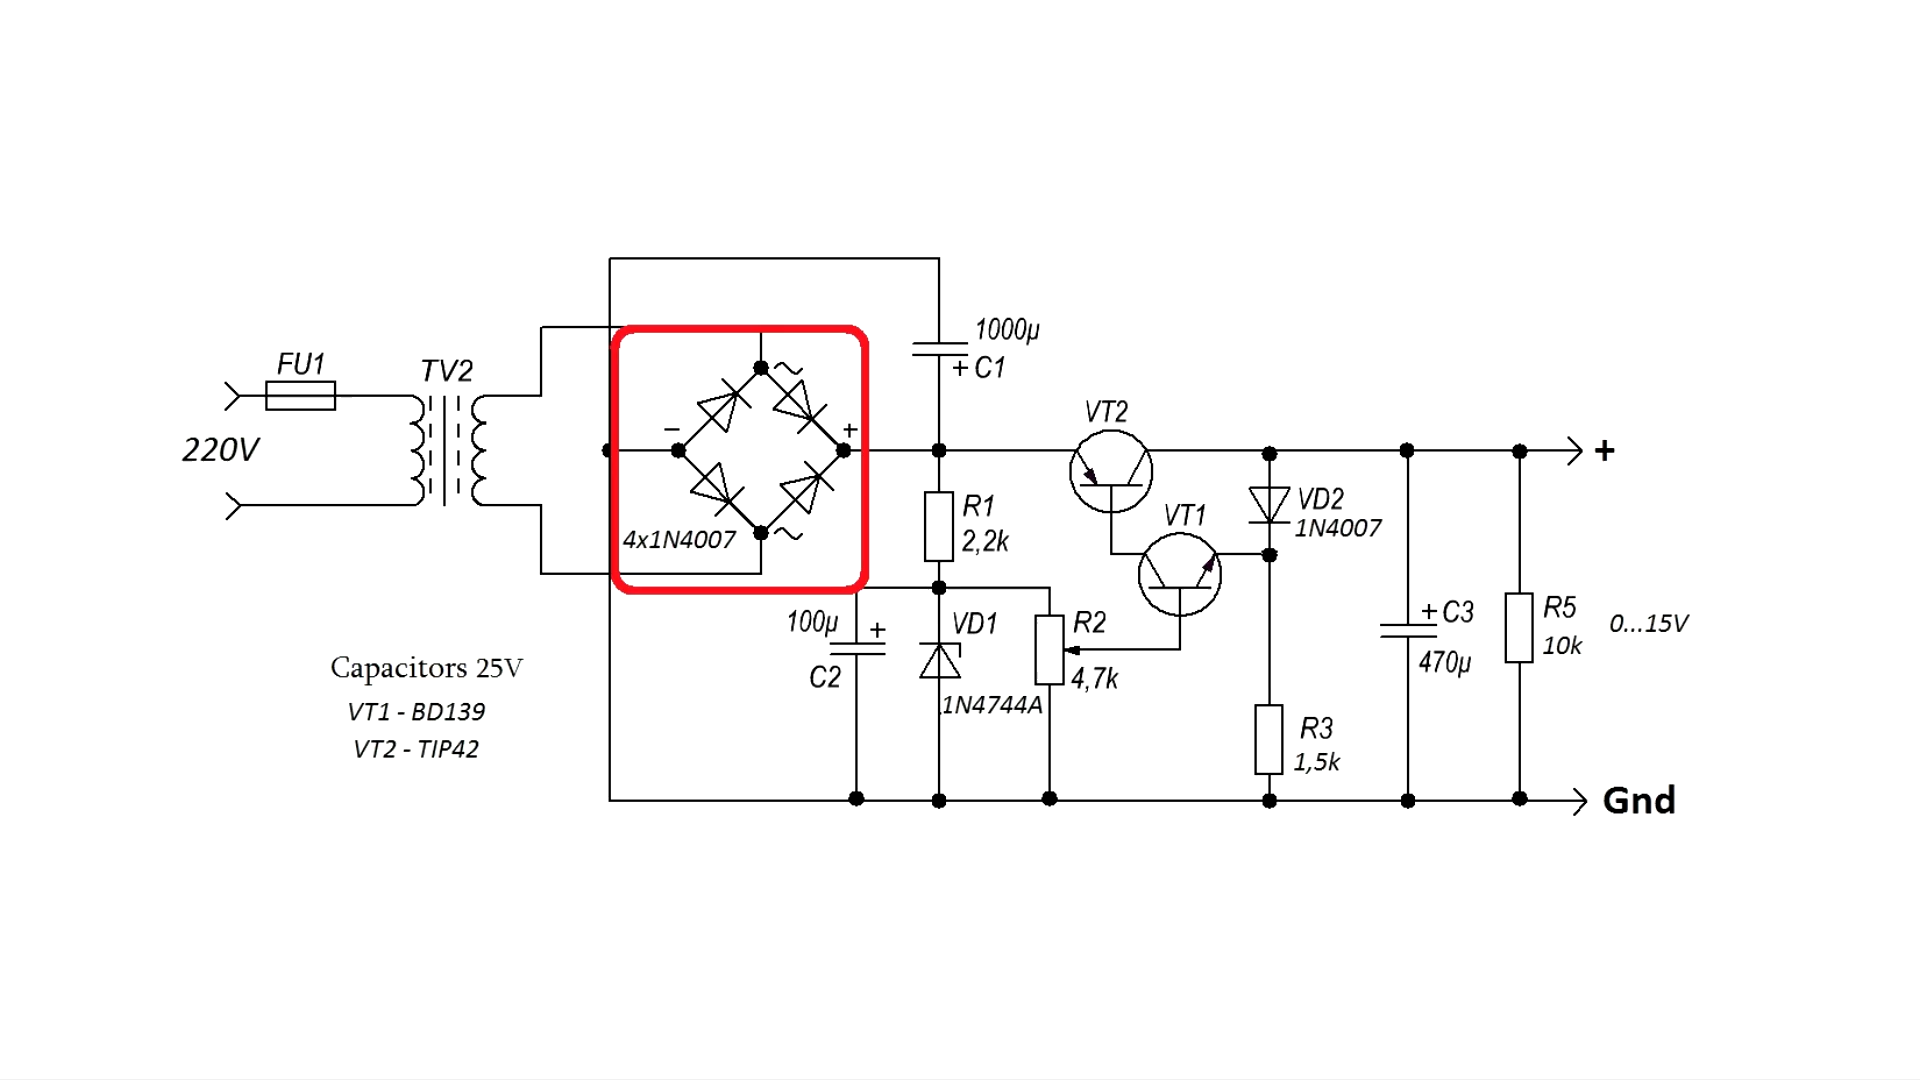 FU1
220V
TV2
4x1N4007
−
+
~
~
1000µ
+ C1
R1
2,2k
100µ
+
C2
VD1
1N4744A
R2
4,7k
VT2
VT1
VD2
1N4007
R3
1,5k
+ C3
470µ
R5
10k
0...15V
+
Gnd
Capacitors 25V
VT1 - BD139
VT2 - TIP42